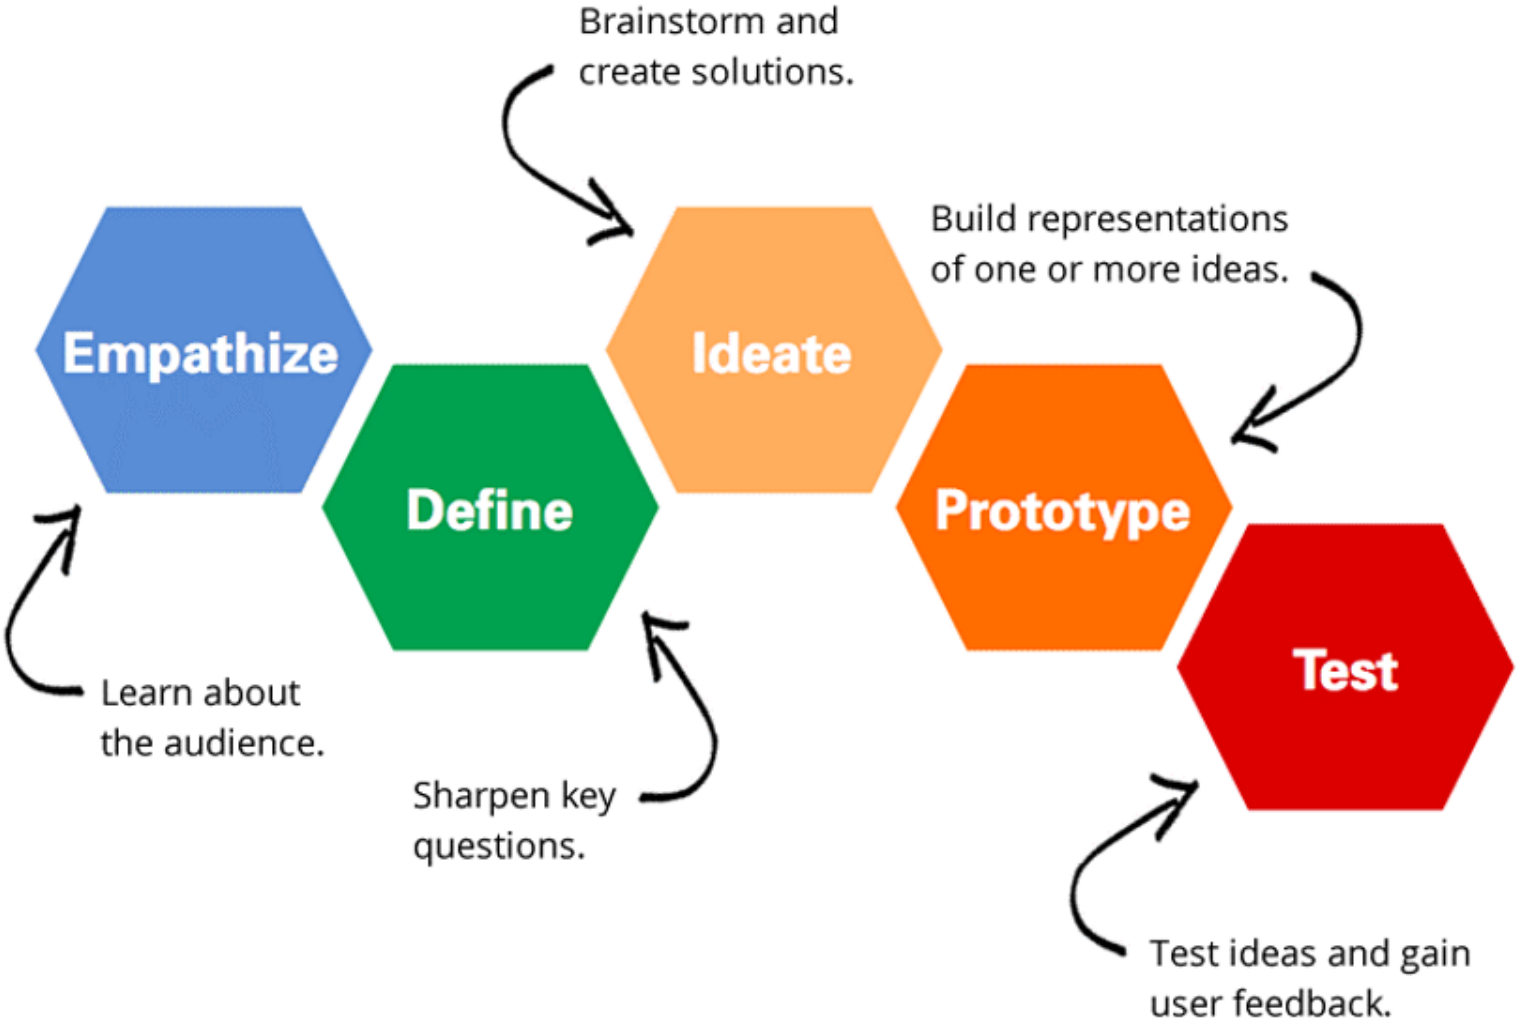 Brainstorm and
create solutions.
Build representations
of one or more ideas.
Empathize
Ideate
Define
Prototype
Test
Learn about
the audience.
Sharpen key
questions.
Test ideas and gain
user feedback.